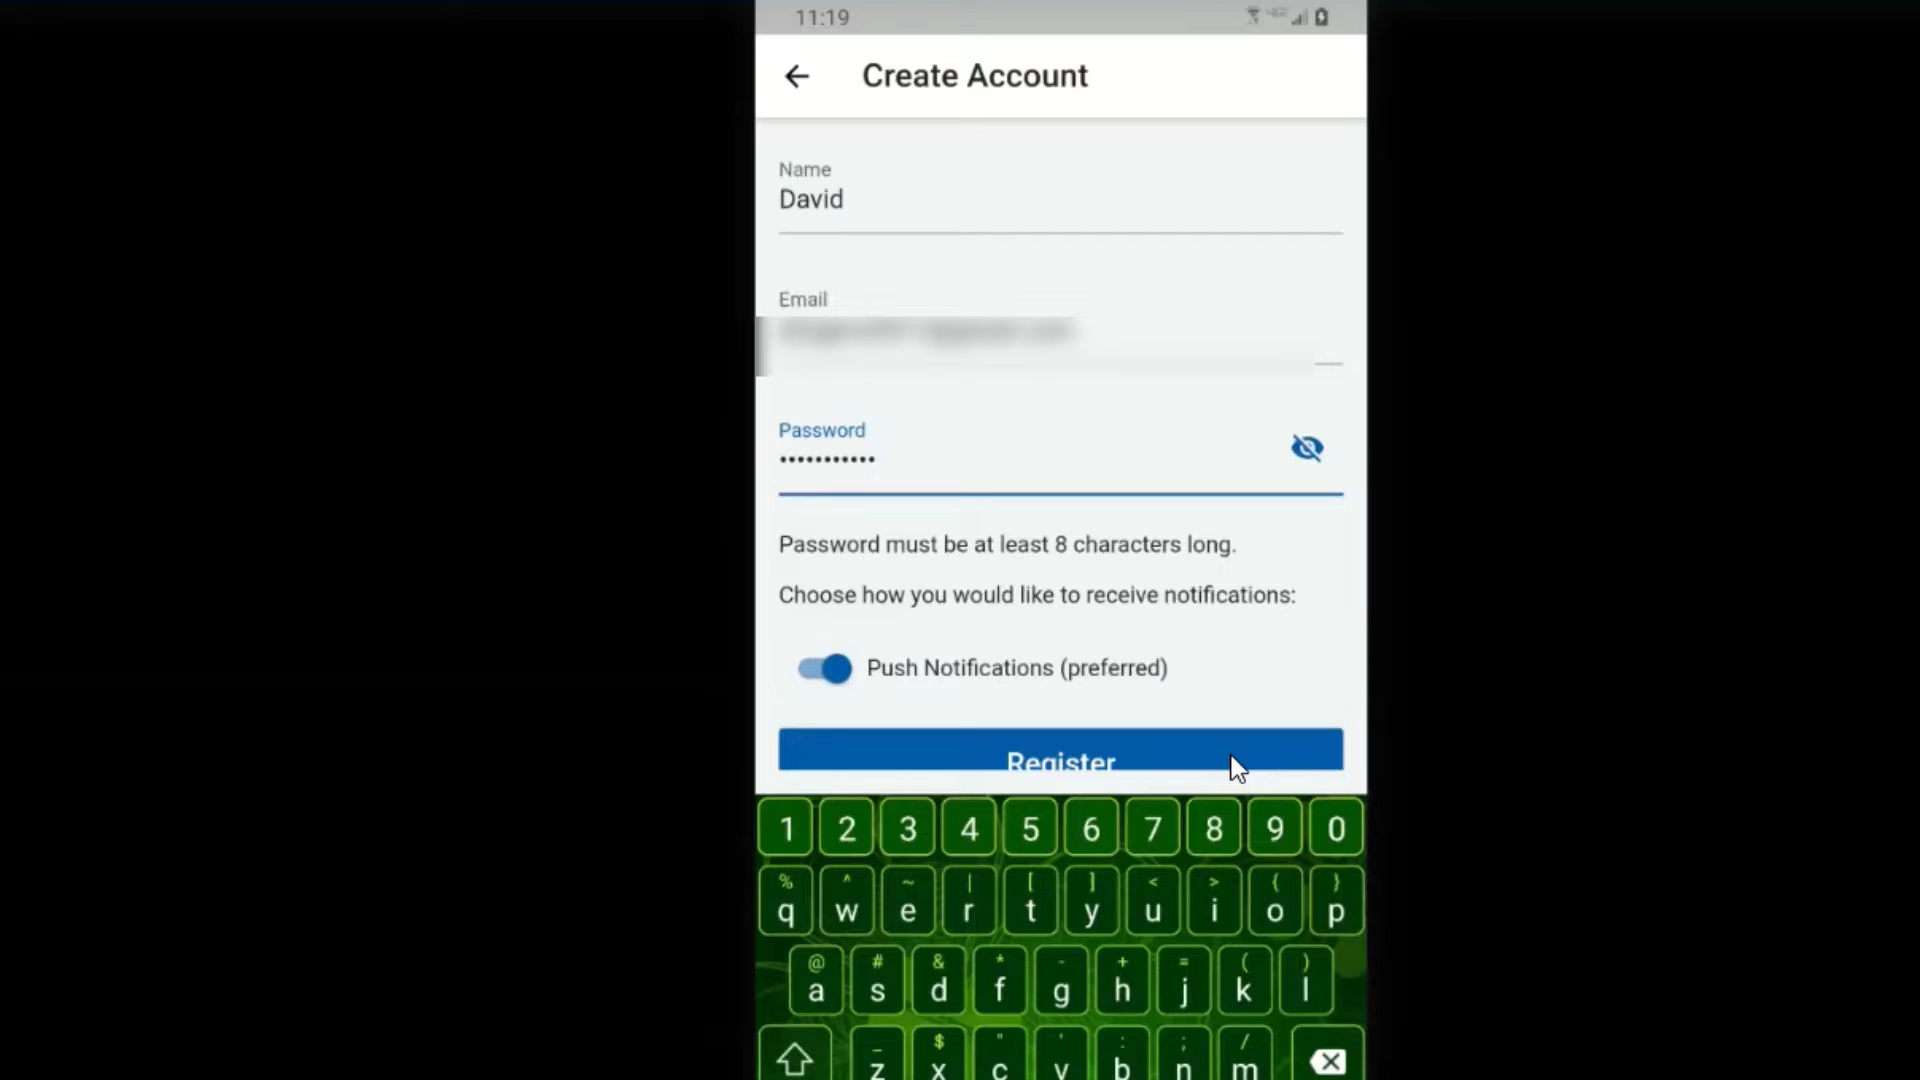 11:19
Create Account
Name
David
Email
Password
•••••••••••
Password must be at least 8 characters long.
Choose how you would like to receive notifications:
Push Notifications (preferred)
Register
1 2 3 4 5 6 7 8 9 0
% ^ ~ | [ ] < > { }
q w e r t y u i o p
@ # & * - + = ( )
a s d f g h j k l
_ $ " ' : ; /
z x c v b n m